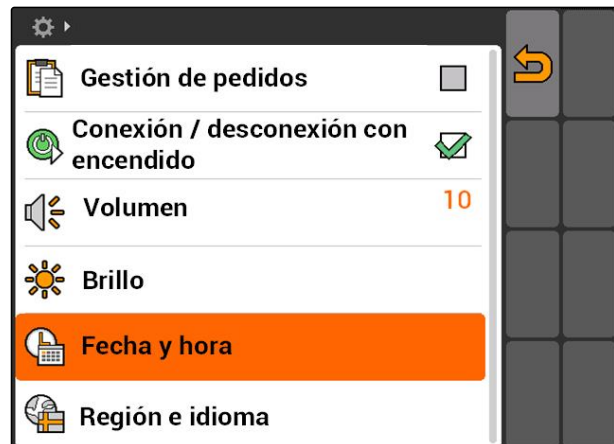 Gestión de pedidos
Conexión / desconexión con
encendido
Volumen 10
Brillo
Fecha y hora
Región e idioma